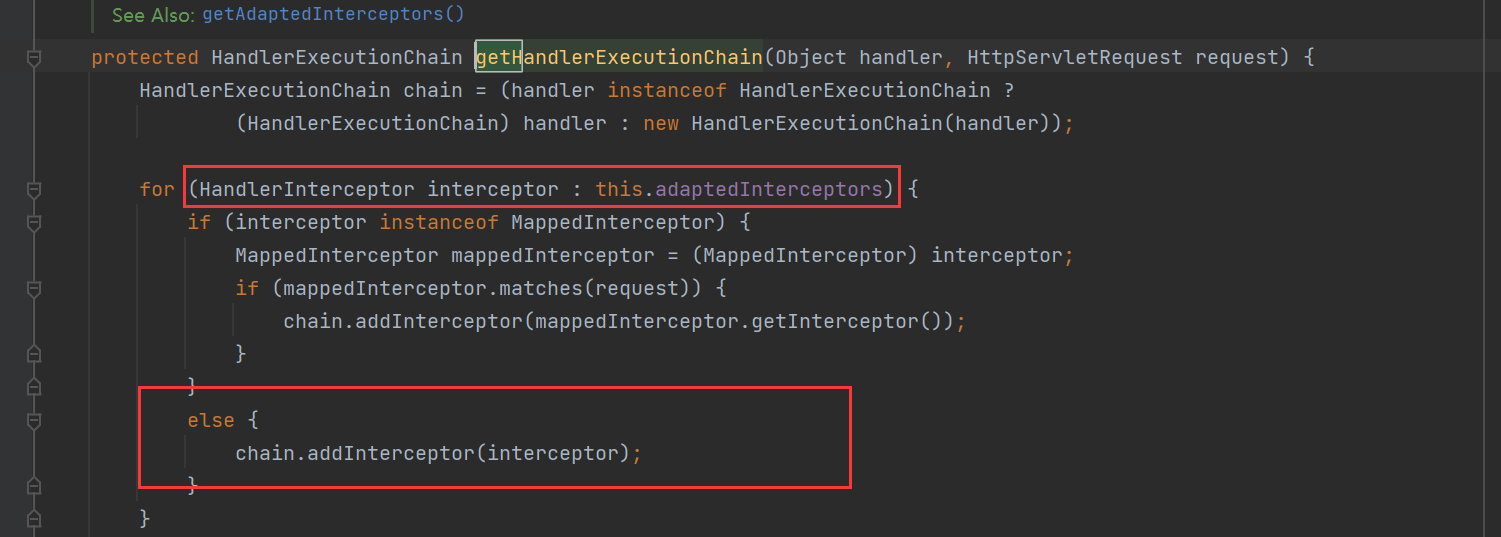 See Also: getAdaptedInterceptors()
protected HandlerExecutionChain getHandlerExecutionChain(Object handler, HttpServletRequest request) {
HandlerExecutionChain chain = (handler instanceof HandlerExecutionChain ?
(HandlerExecutionChain) handler : new HandlerExecutionChain(handler));
for (HandlerInterceptor interceptor : this.adaptedInterceptors) {
if (interceptor instanceof MappedInterceptor) {
MappedInterceptor mappedInterceptor = (MappedInterceptor) interceptor;
if (mappedInterceptor.matches(request)) {
chain.addInterceptor(mappedInterceptor.getInterceptor());
}
}
else {
chain.addInterceptor(interceptor);
}
}